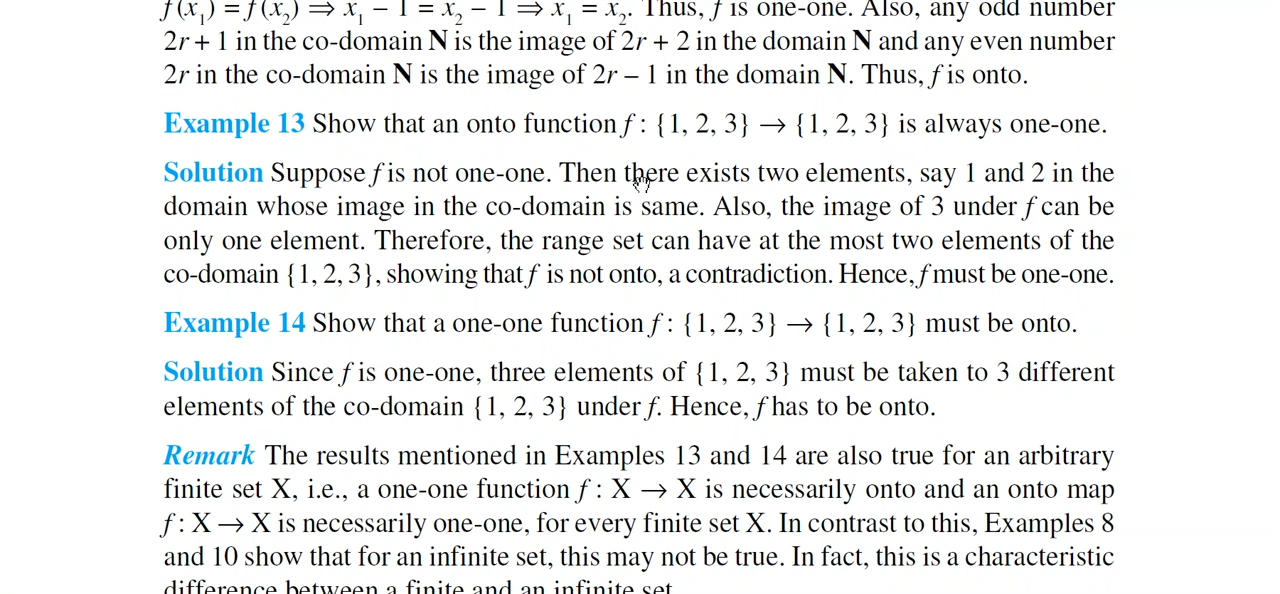 f(x₁) = f(x₂) ⇒ x₁ – 1 = x₂ – 1 ⇒ x₁ = x₂. Thus, f is one-one. Also, any odd number
2r + 1 in the co-domain N is the image of 2r + 2 in the domain N and any even number
2r in the co-domain N is the image of 2r – 1 in the domain N. Thus, f is onto.
Example 13 Show that an onto function f : {1, 2, 3} → {1, 2, 3} is always one-one.
Solution Suppose f is not one-one. Then there exists two elements, say 1 and 2 in the
domain whose image in the co-domain is same. Also, the image of 3 under f can be
only one element. Therefore, the range set can have at the most two elements of the
co-domain {1, 2, 3}, showing that f is not onto, a contradiction. Hence, f must be one-one.
Example 14 Show that a one-one function f : {1, 2, 3} → {1, 2, 3} must be onto.
Solution Since f is one-one, three elements of {1, 2, 3} must be taken to 3 different
elements of the co-domain {1, 2, 3} under f. Hence, f has to be onto.
Remark The results mentioned in Examples 13 and 14 are also true for an arbitrary
finite set X, i.e., a one-one function f : X → X is necessarily onto and an onto map
f : X → X is necessarily one-one, for every finite set X. In contrast to this, Examples 8
and 10 show that for an infinite set, this may not be true. In fact, this is a characteristic
difference between a finite and an infinite set.